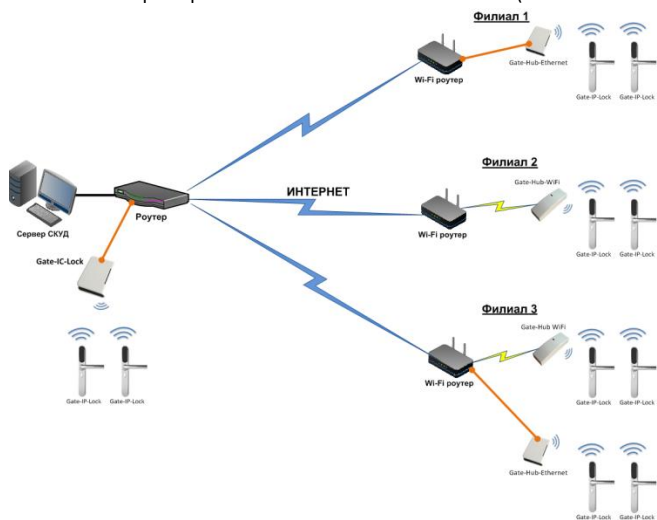 Филиал 1
Wi-Fi роутер
Gate-Hub-Ethernet
Gate-IP-Lock Gate-IP-Lock
Филиал 2
Gate-Hub-WiFi
ИНТЕРНЕТ
Wi-Fi роутер
Gate-IP-Lock Gate-IP-Lock
Сервер СКУД
Роутер
Gate-IC-Lock
Gate-IP-Lock Gate-IP-Lock
Филиал 3
Gate-Hub WiFi
Wi-Fi роутер
Gate-IP-Lock Gate-IP-Lock
Gate-Hub-Ethernet
Gate-IP-Lock Gate-IP-Lock